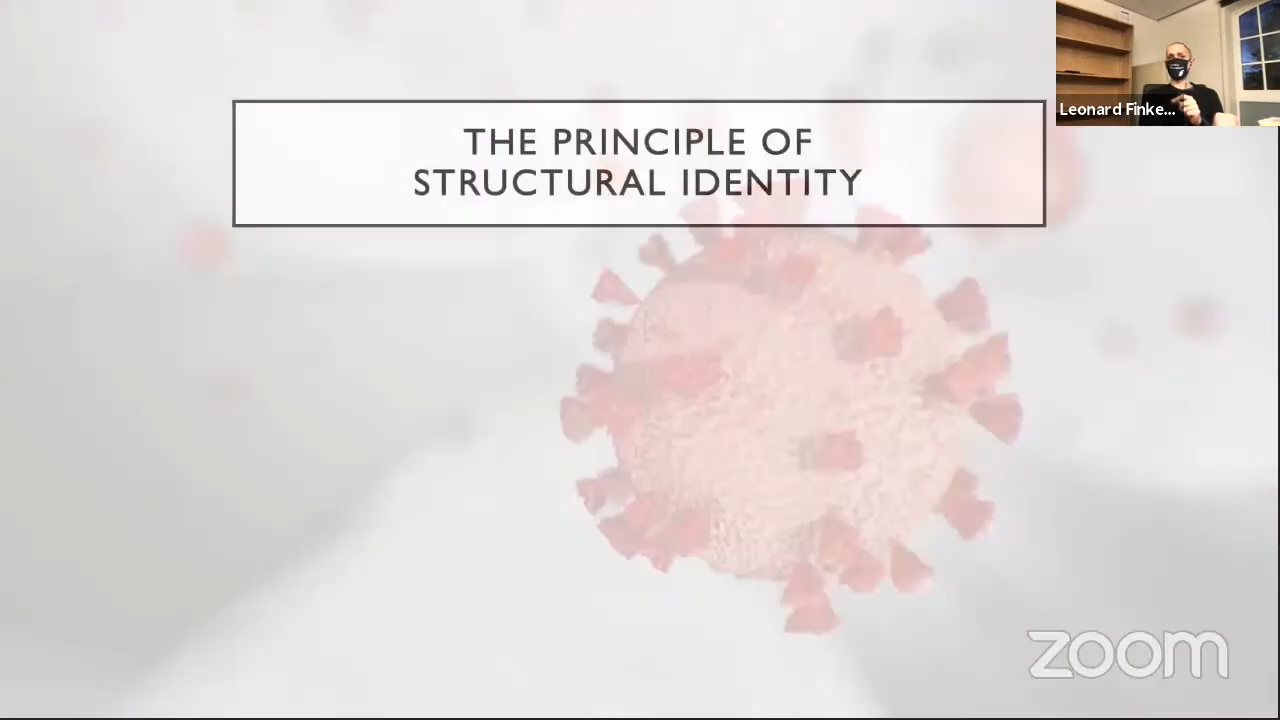 THE PRINCIPLE OF
STRUCTURAL IDENTITY
Leonard Finke...
zoom